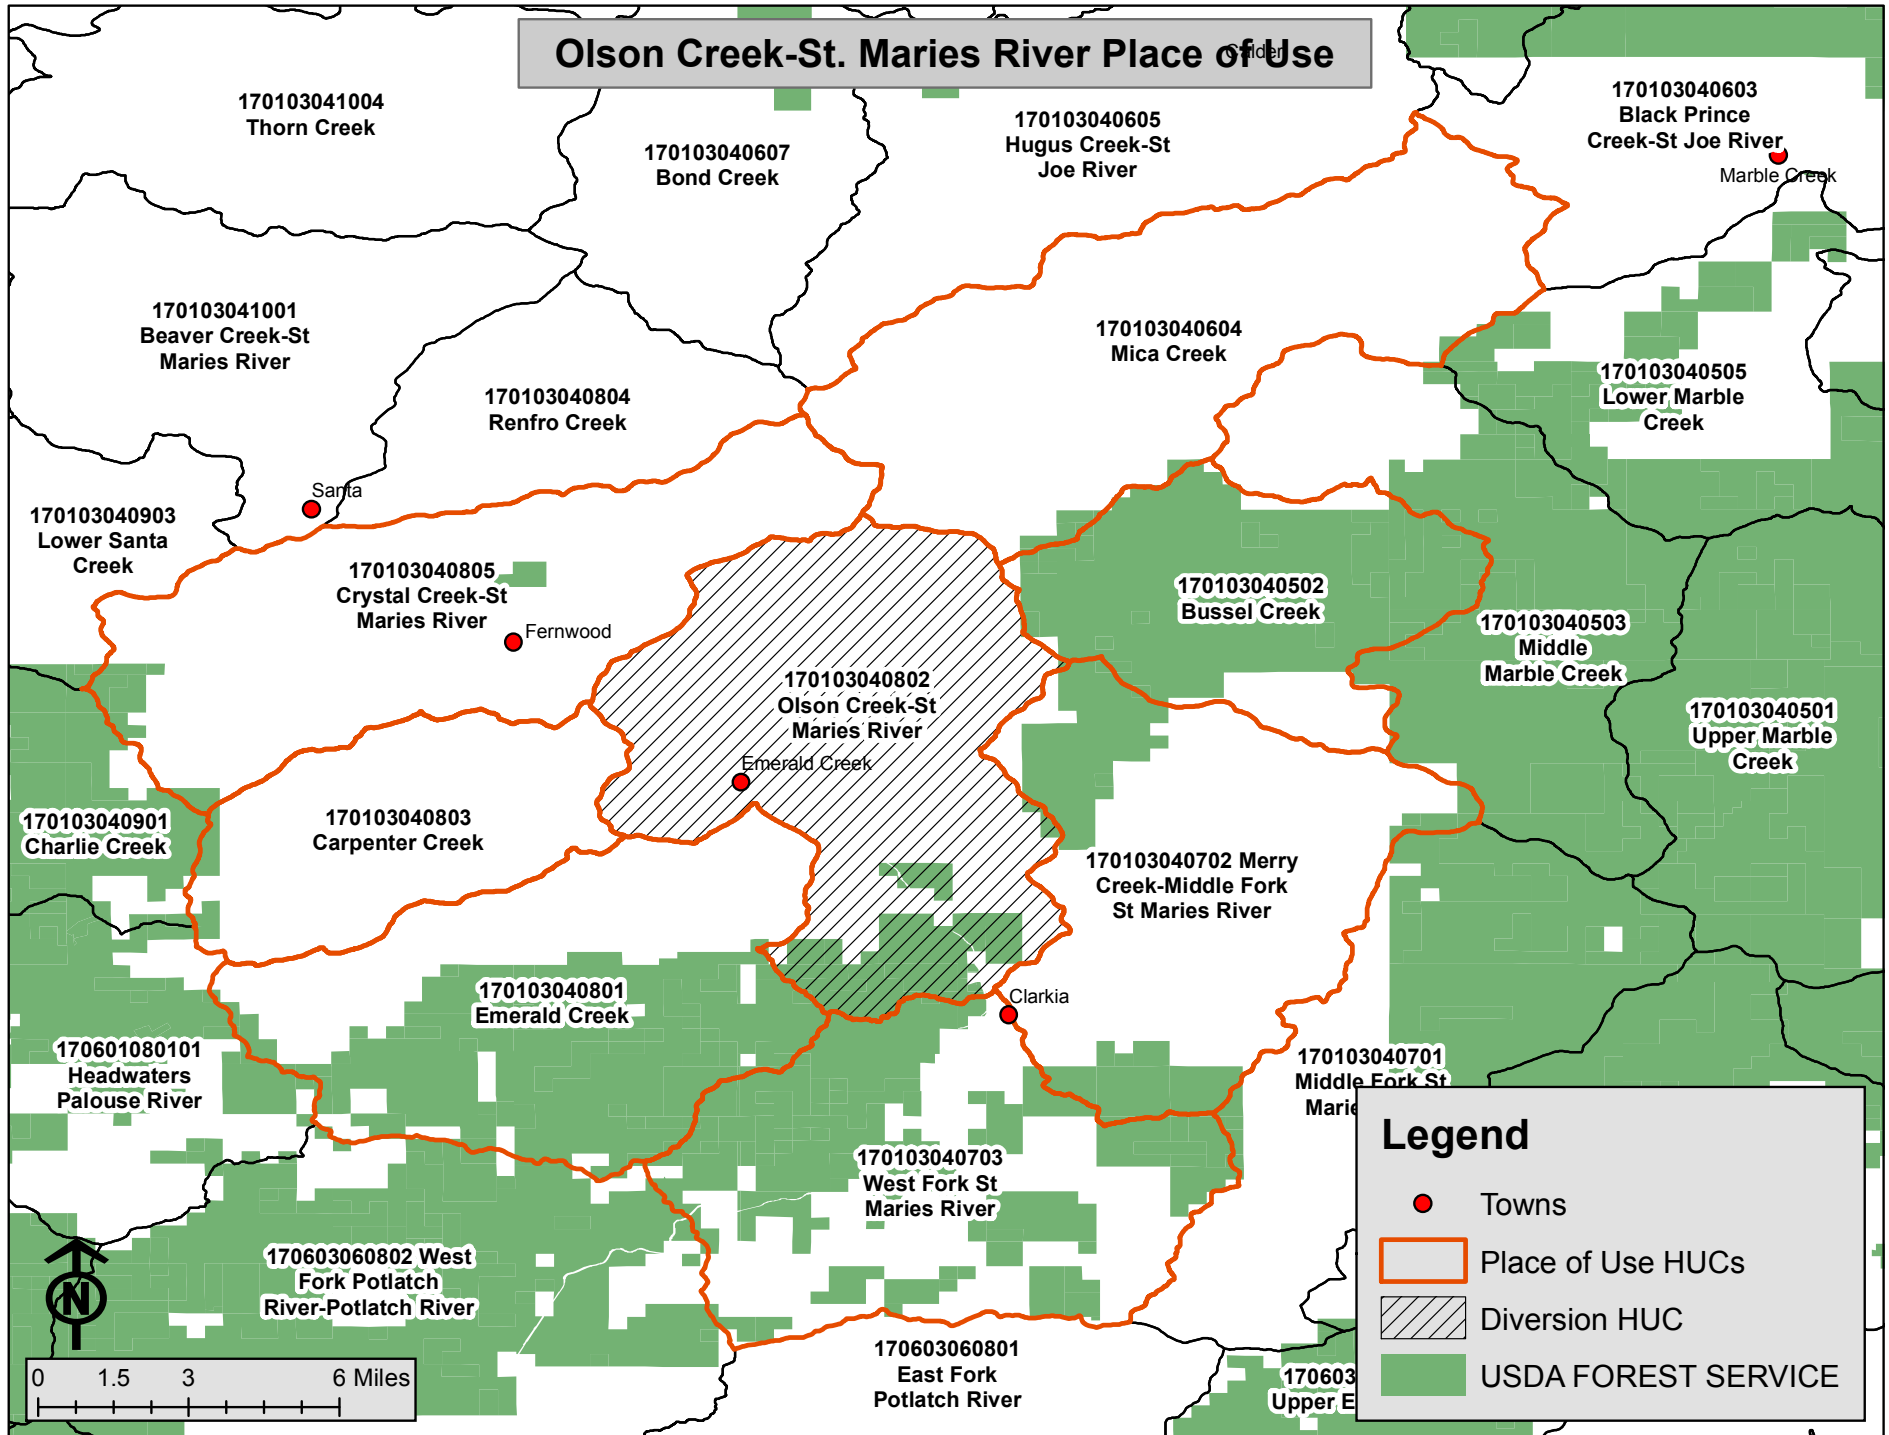 Olson Creek-St. Maries River Place of Use
Calder
170103041004
Thorn Creek
170103040607
Bond Creek
170103040605
Hugus Creek-St
Joe River
170103040603
Black Prince
Creek-St Joe River
Marble Creek
170103041001
Beaver Creek-St
Maries River
170103040804
Renfro Creek
170103040604
Mica Creek
170103040505
Lower Marble
Creek
Santa
170103040903
Lower Santa
Creek
170103040805
Crystal Creek-St
Maries River
Fernwood
170103040502
Bussel Creek
170103040503
Middle
Marble Creek
170103040802
Olson Creek-St
Maries River
Emerald Creek
170103040501
Upper Marble
Creek
170103040901
Charlie Creek
170103040803
Carpenter Creek
170103040702 Merry
Creek-Middle Fork
St Maries River
170103040801
Emerald Creek
Clarkia
170601080101
Headwaters
Palouse River
170103040701
Middle Fork St
Marie
170103040703
West Fork St
Maries River
170603060802 West
Fork Potlatch
River-Potlatch River
170603060801
East Fork
Potlatch River
170603
Upper E
N
0 1.5 3 6 Miles
Legend
Towns
Place of Use HUCs
Diversion HUC
USDA FOREST SERVICE